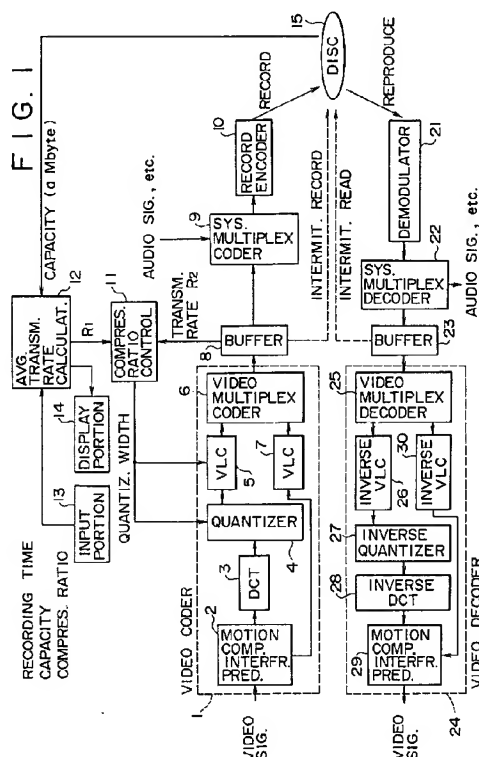 FIG. 1
CAPACITY (a Mbyte)
15
DISC
RECORD
10
RECORD
ENCODER
REPRODUCE
21
DEMODULATOR
12
AVG. TRANSM.
RATE
CALCULAT.
R1
11
COMPRES.
RATIO
CONTROL
AUDIO SIG., etc.
9
SYS.
MULTIPLEX
CODER
TRANSM.
RATE R2
INTERMIT. RECORD
INTERMIT. READ
22
SYS.
MULTIPLEX
DECODER
AUDIO SIG., etc.
8
BUFFER
BUFFER
23
14
DISPLAY
PORTION
13
INPUT
PORTION
QUANTIZ. WIDTH
6
VIDEO
MULTIPLEX
CODER
VLC
5
VLC
7
QUANTIZER
4
3
DCT
2
MOTION
COMP.
INTERFR.
PRED.
VIDEO CODER
1
VIDEO
SIG.
RECORDING TIME
CAPACITY
COMPRES. RATIO
25
VIDEO
MULTIPLEX
DECODER
INVERSE
VLC
26
INVERSE
VLC
30
27
INVERSE
QUANTIZER
28
INVERSE
DCT
29
MOTION
COMP.
INTERFR.
PRED.
VIDEO DECODER
24
VIDEO
SIG.